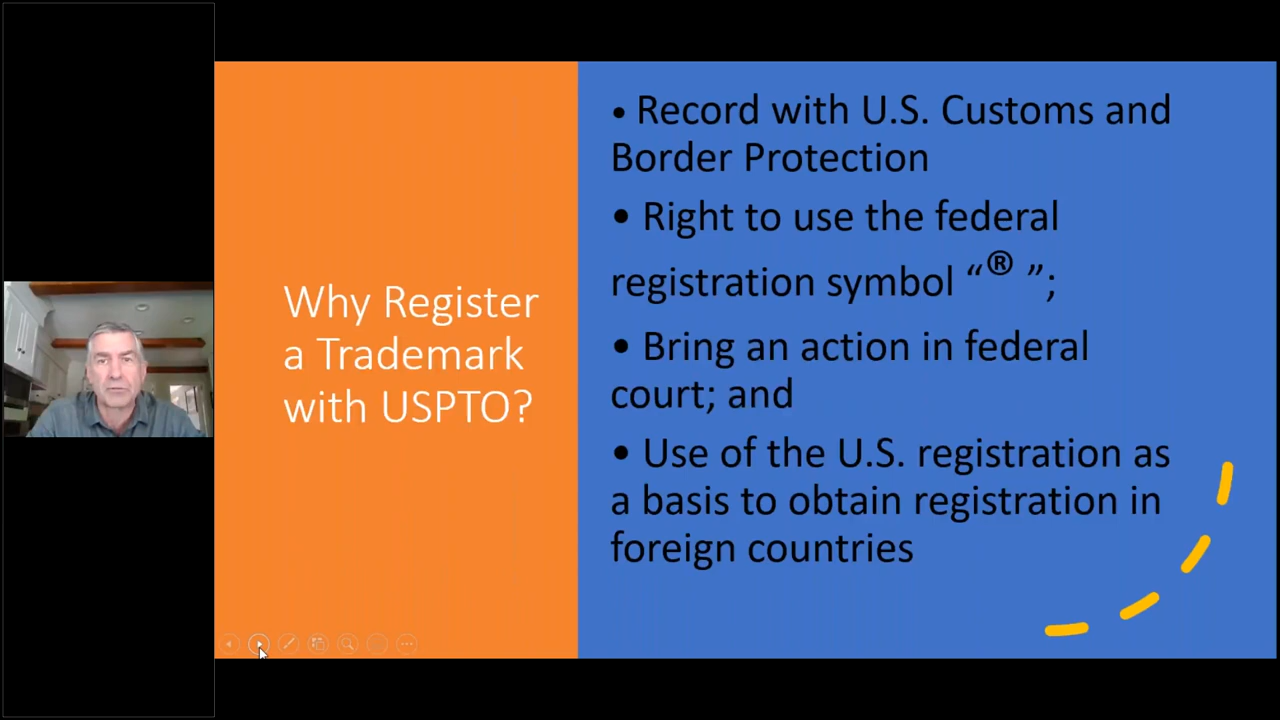 Why Register
a Trademark
with USPTO?
• Record with U.S. Customs and
Border Protection
• Right to use the federal
registration symbol “® ”;
• Bring an action in federal
court; and
• Use of the U.S. registration as
a basis to obtain registration in
foreign countries